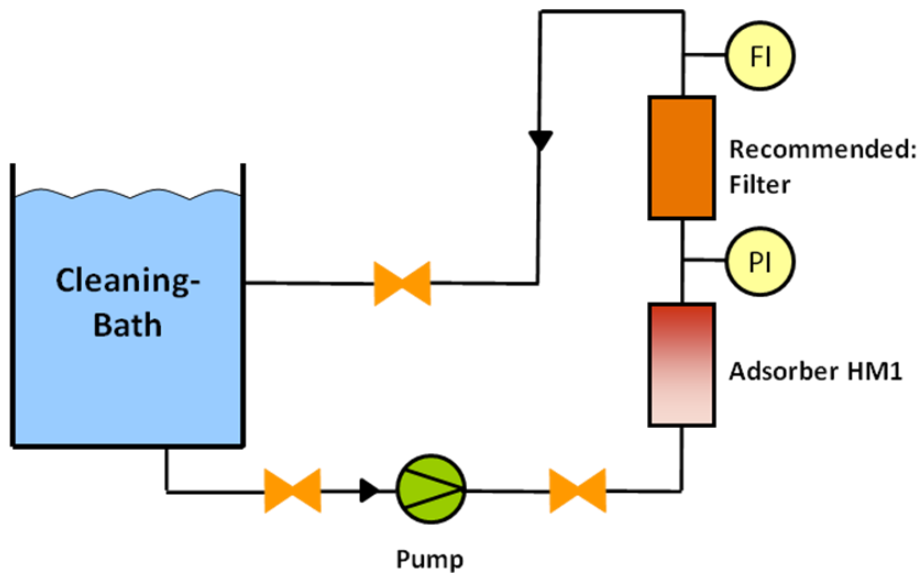 FI
Recommended:
Filter
PI
Cleaning-
Bath
Adsorber HM1
Pump